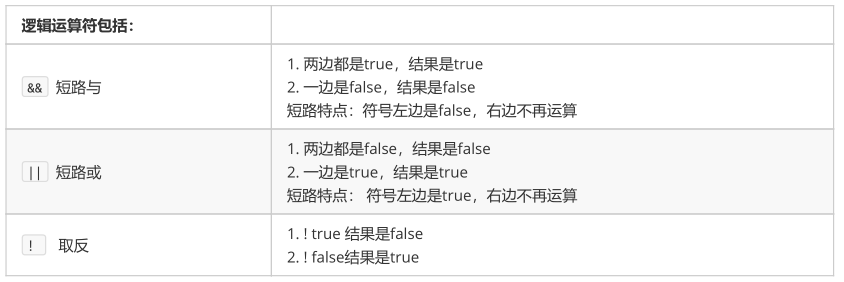 逻辑运算符包括：
&& 短路与
1. 两边都是true，结果是true
2. 一边是false，结果是false
短路特点：符号左边是false，右边不再运算
|| 短路或
1. 两边都是false，结果是false
2. 一边是true，结果是true
短路特点： 符号左边是true，右边不再运算
! 取反
1. ! true 结果是false
2. ! false结果是true